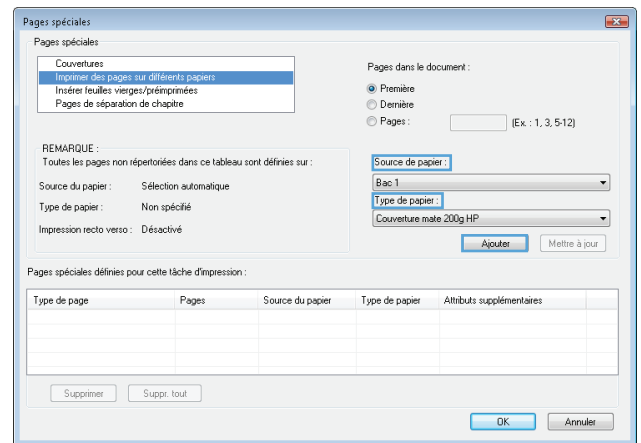 Pages spéciales
Pages spéciales
Couvertures
Imprimer des pages sur différents papiers
Insérer feuilles vierges/préimprimées
Pages de séparation de chapitre
Pages dans le document :
Première
Dernière
Pages : (Ex. : 1, 3, 5-12)
REMARQUE :
Toutes les pages non répertoriées dans ce tableau sont définies sur :
Source du papier : Sélection automatique
Type de papier : Non spécifié
Impression recto verso : Désactivé
Source de papier :
Bac 1
Type de papier :
Couverture mate 200g HP
Ajouter Mettre à jour
Pages spéciales définies pour cette tâche d'impression :
Type de page Pages Source du papier Type de papier Attributs supplémentaires
Supprimer Suppr. tout
OK Annuler